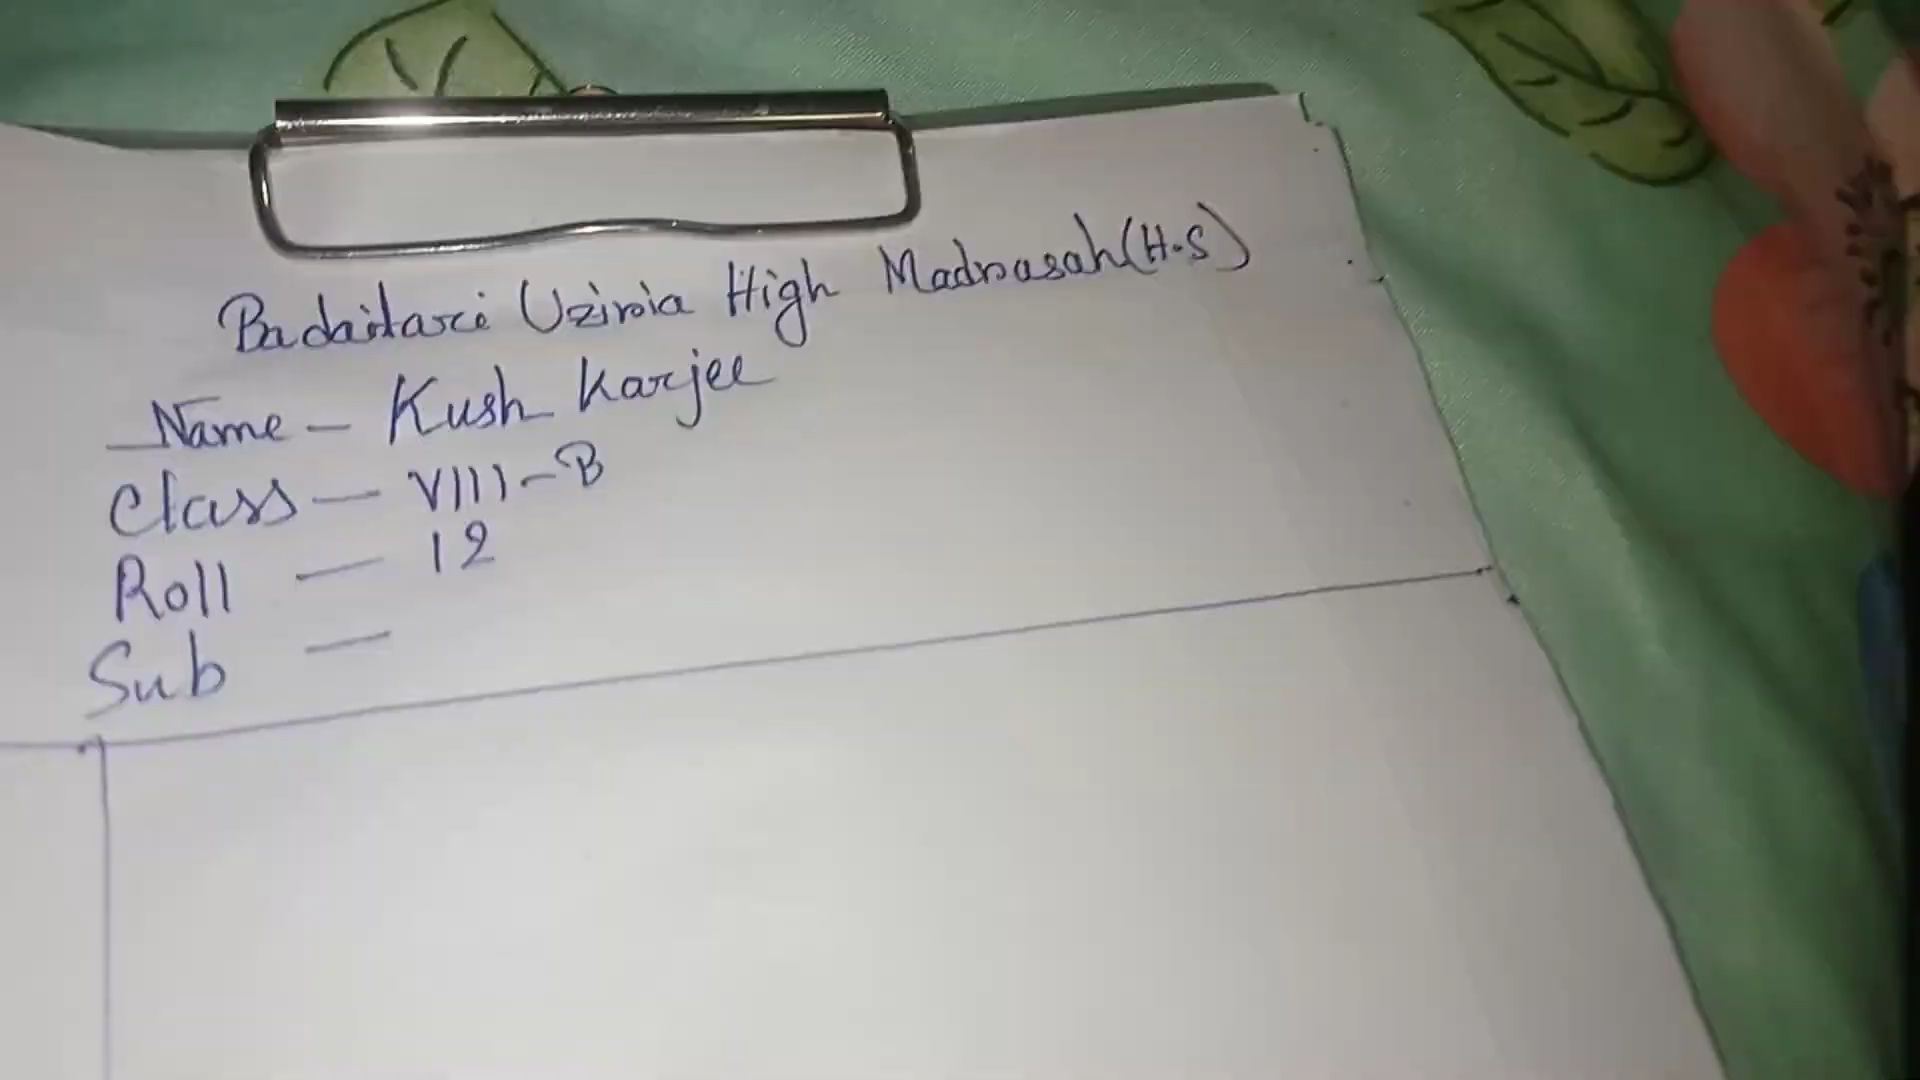 Badaitari Uziria High Madrasah (H.S)
Name - Kush Karjee
Class - VIII-B
Roll - 12
Sub -